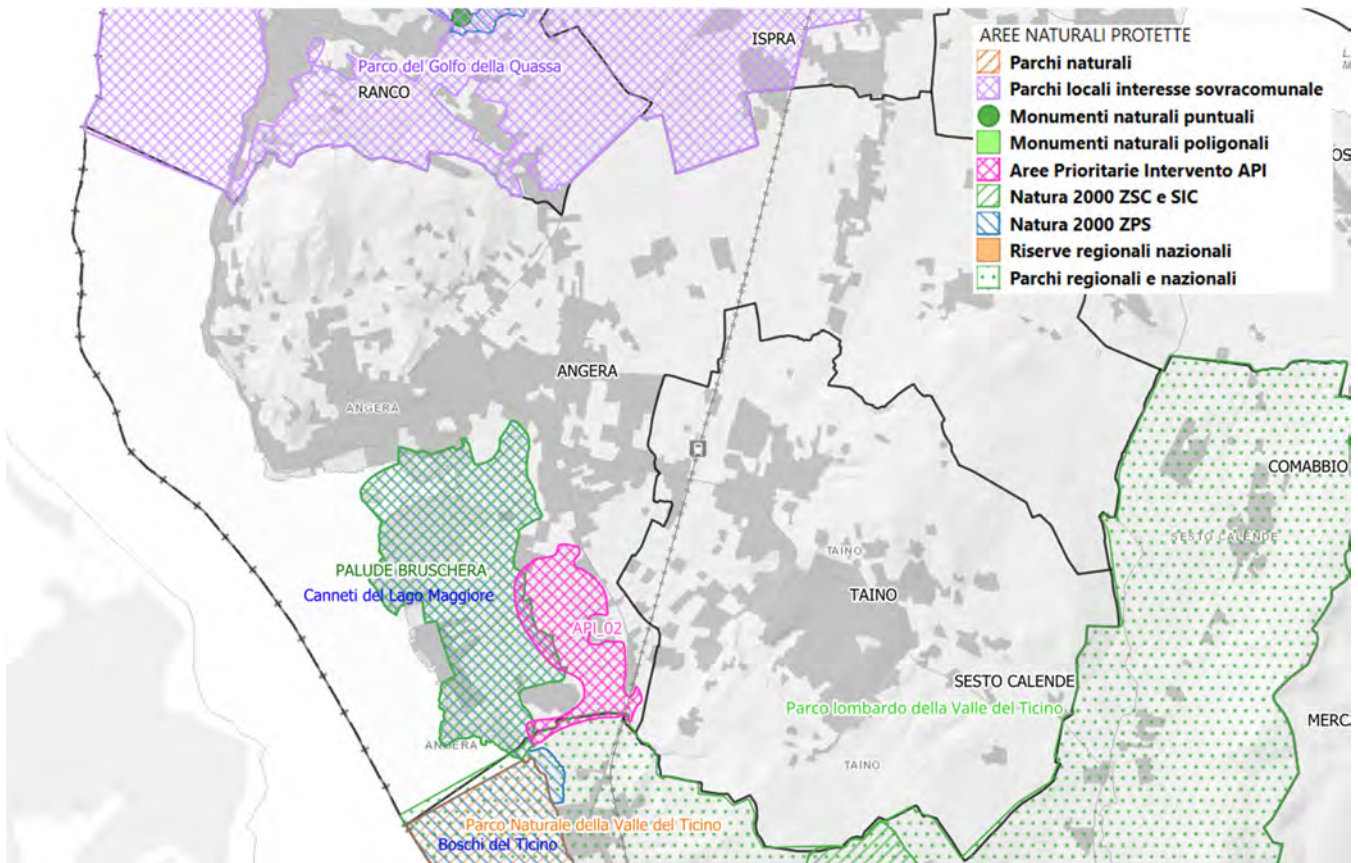 ISPRA
Parco del Golfo della Quassa
RANCO
AREE NATURALI PROTETTE
Parchi naturali
Parchi locali interesse sovracomunale
Monumenti naturali puntuali
Monumenti naturali poligonali
Aree Prioritarie Intervento API
Natura 2000 ZSC e SIC
Natura 2000 ZPS
Riserve regionali nazionali
Parchi regionali e nazionali
ANGERA
ANGERA
COMABBIO
SESTO CALENDE
TAINO
PALUDE BRUSCHERA
Canneti del Lago Maggiore
TAINO
API_02
SESTO CALENDE
Parco lombardo della Valle del Ticino
ANGERA
TAINO
Parco Naturale della Valle del Ticino
Boschi del Ticino